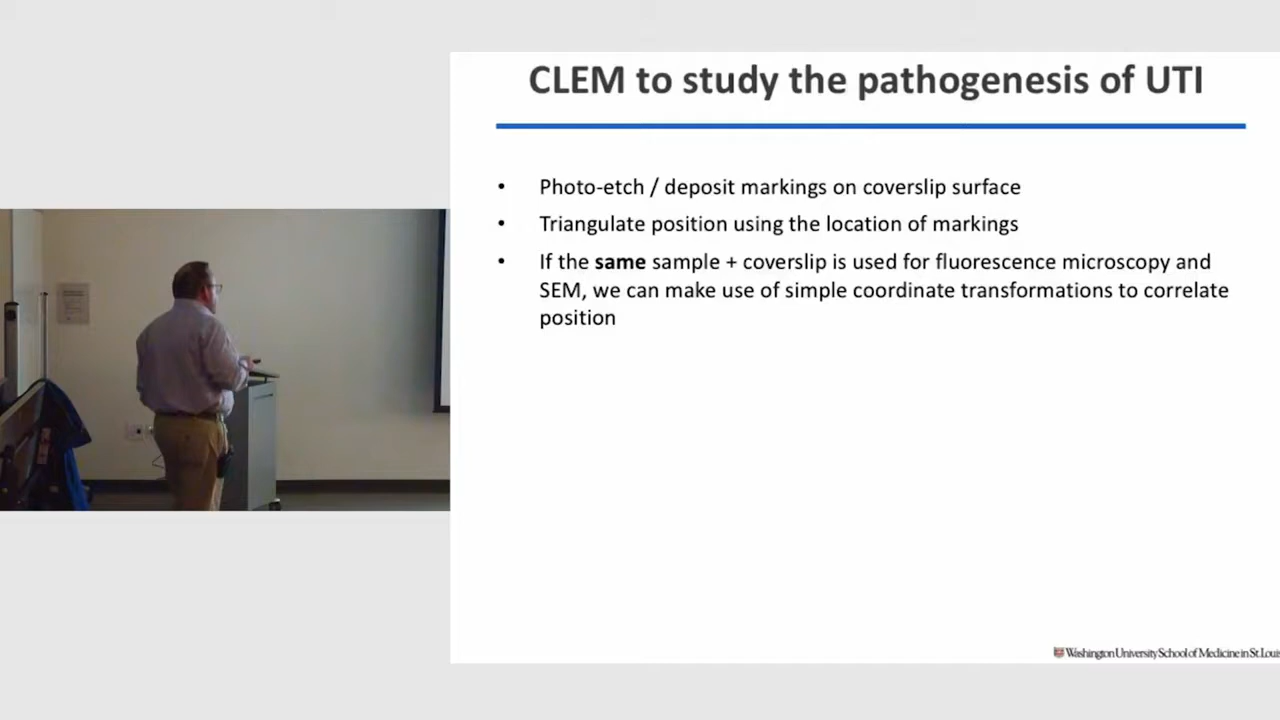 CLEM to study the pathogenesis of UTI
• Photo-etch / deposit markings on coverslip surface
• Triangulate position using the location of markings
• If the same sample + coverslip is used for fluorescence microscopy and
SEM, we can make use of simple coordinate transformations to correlate
position
Washington University School of Medicine in St. Louis